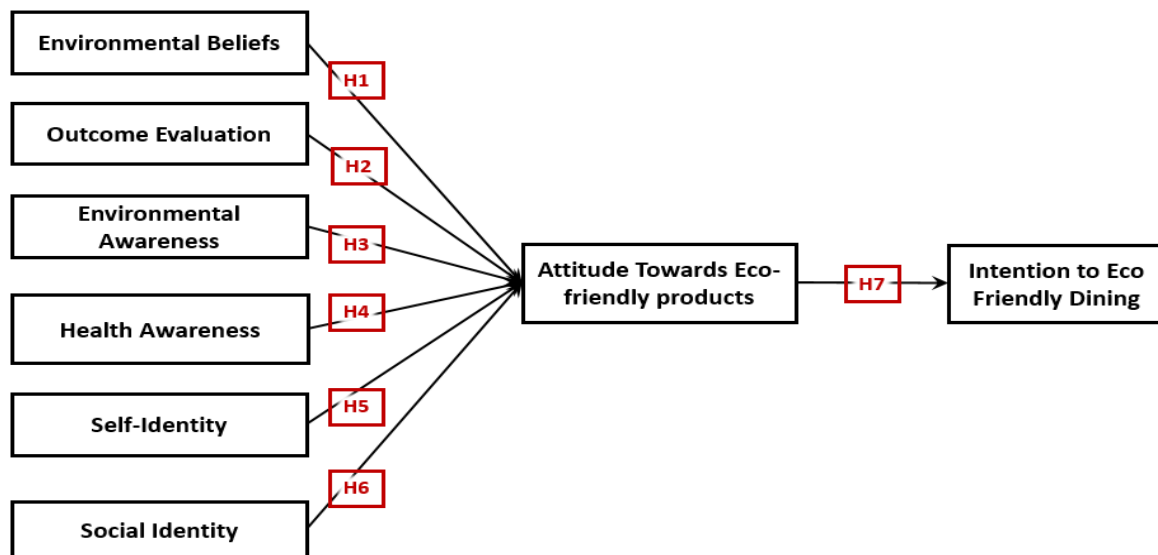 Environmental Beliefs
H1
Outcome Evaluation
H2
Environmental
Awareness
H3
Health Awareness
H4
Self-Identity
H5
Social Identity
H6
Attitude Towards Eco-
friendly products
H7
Intention to Eco
Friendly Dining